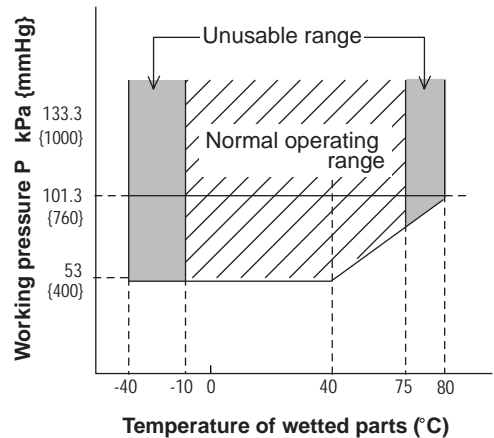 Unusable range
Working pressure P kPa {mmHg}
133.3
{1000}
Normal operating
range
101.3
{760}
53
{400}
-40 -10 0 40 75 80
Temperature of wetted parts (°C)